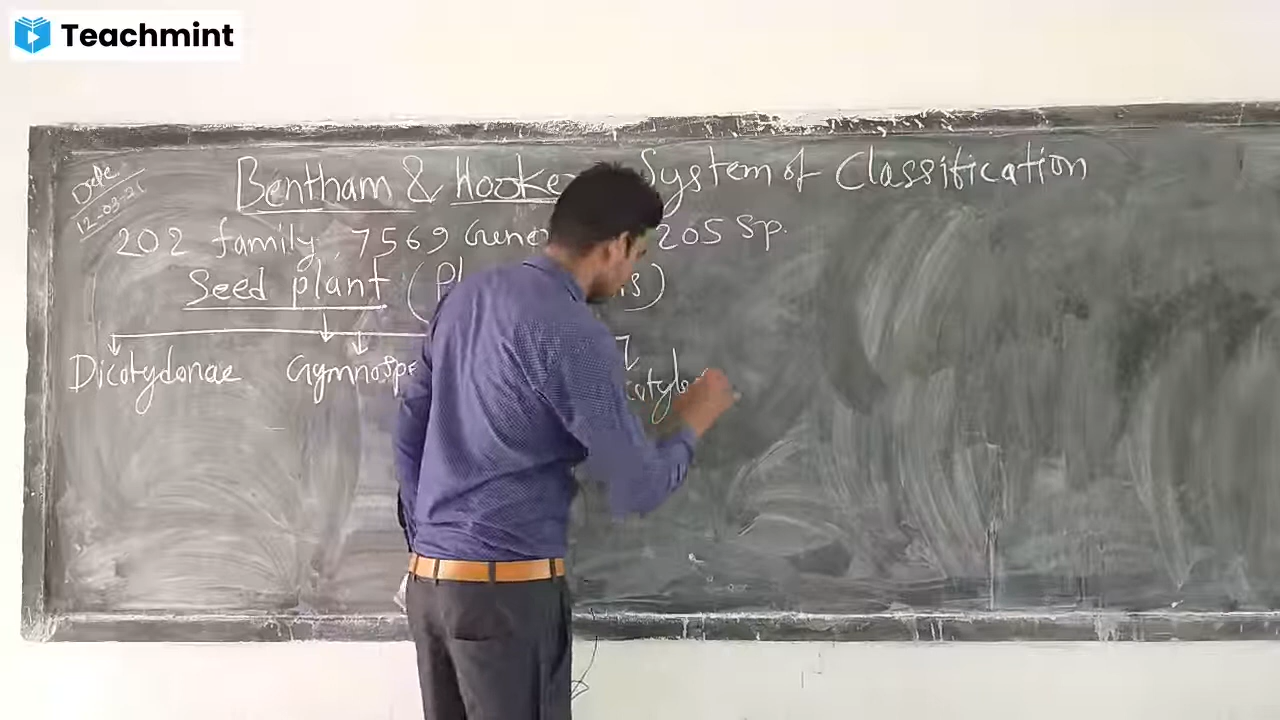 Teachmint
Date
12-03-21
Bentham & Hooke System of Classification
202 family, 7569 Gene 205 Sp.
Seed plant (P s)
Dicotydonae Gymnospe cotyle